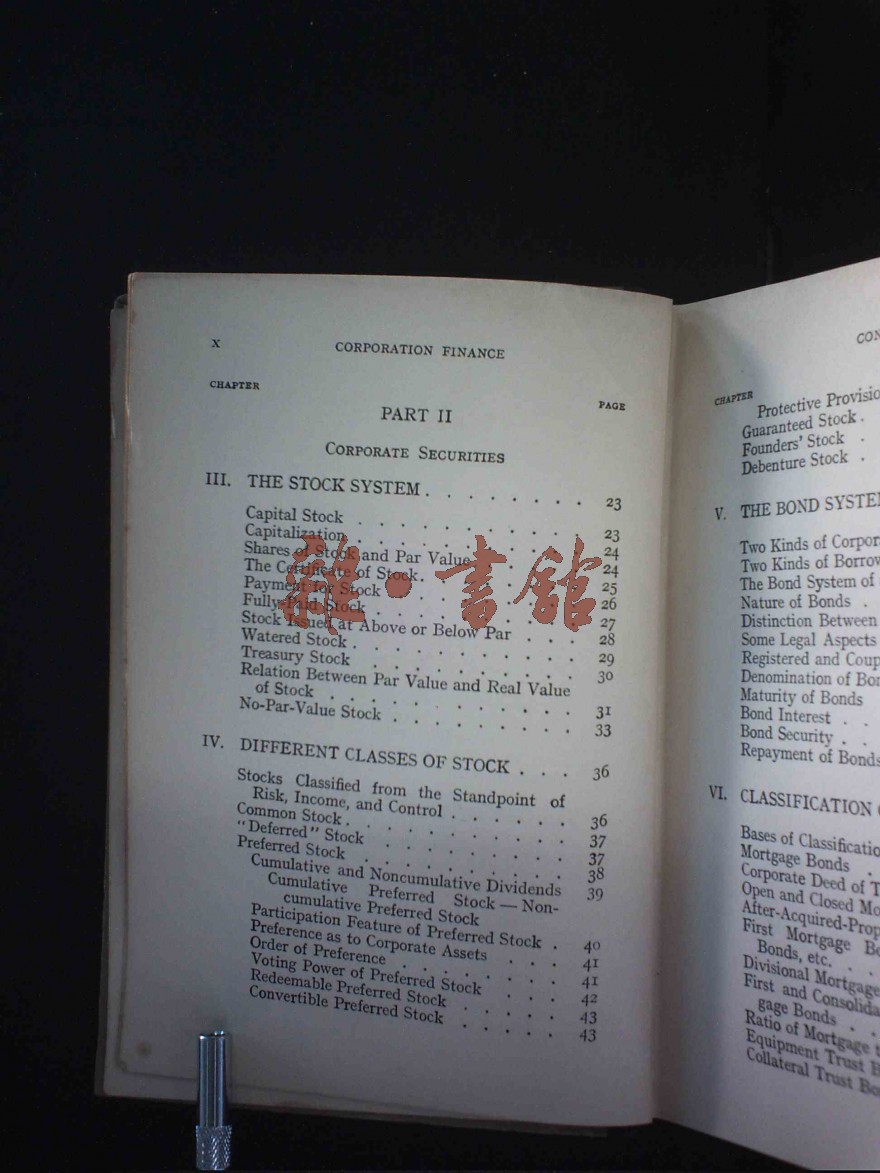 X CORPORATION FINANCE
CHAPTER PAGE
PART II
CORPORATE SECURITIES
III. THE STOCK SYSTEM . . . . . . . . 23
Capital Stock . . . . . . . . . . . 23
Capitalization . . . . . . . . . . . 24
Shares of Stock and Par Value . . . . . 24
The Certificate of Stock . . . . . . . . 25
Payment for Stock . . . . . . . . . . 26
Fully-Paid Stock . . . . . . . . . . 27
Stock Issued at Above or Below Par . . . 28
Watered Stock . . . . . . . . . . . 29
Treasury Stock . . . . . . . . . . . 30
Relation Between Par Value and Real Value
of Stock . . . . . . . . . . . 31
No-Par-Value Stock . . . . . . . . . 33
IV. DIFFERENT CLASSES OF STOCK . . . 36
Stocks Classified from the Standpoint of
Risk, Income, and Control . . . . . . 36
Common Stock . . . . . . . . . . . 37
"Deferred" Stock . . . . . . . . . . 37
Preferred Stock . . . . . . . . . . 38
Cumulative and Noncumulative Dividends 39
Cumulative Preferred Stock — Non-
cumulative Preferred Stock
Participation Feature of Preferred Stock . 40
Preference as to Corporate Assets . . . 41
Order of Preference . . . . . . . . 41
Voting Power of Preferred Stock . . . 42
Redeemable Preferred Stock . . . . 43
Convertible Preferred Stock . . . . 43
雜·書館
CON
CHAPTER
Protective Provisio
Guaranteed Stock .
Founders' Stock .
Debenture Stock .
V. THE BOND SYSTE
Two Kinds of Corpor
Two Kinds of Borrow
The Bond System of
Nature of Bonds .
Distinction Between
Some Legal Aspects
Registered and Coup
Denomination of Bon
Maturity of Bonds
Bond Interest . .
Bond Security . .
Repayment of Bonds
VI. CLASSIFICATION
Bases of Classificatio
Mortgage Bonds .
Corporate Deed of T
Open and Closed Mo
After-Acquired-Prop
First Mortgage Bo
Bonds, etc. . .
Divisional Mortgage
First and Consolida
gage Bonds . .
Ratio of Mortgage t
Equipment Trust B
Collateral Trust Bo